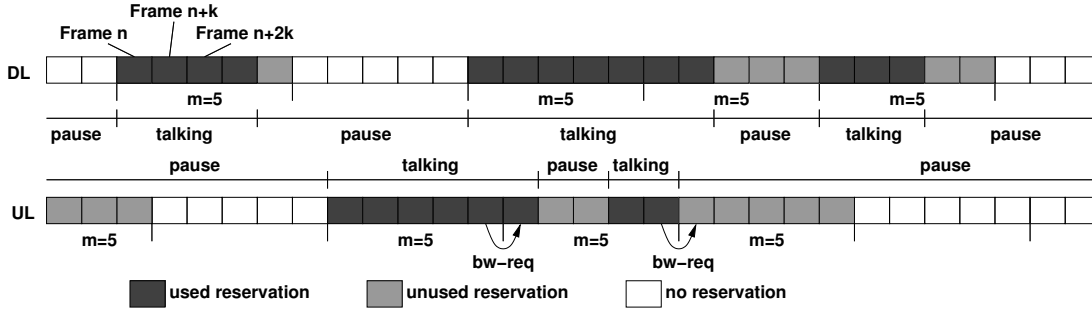 Frame n+k
Frame n Frame n+2k
DL
m=5 m=5 m=5 m=5
pause talking pause talking pause talking pause
pause talking pause talking pause
UL
m=5 m=5 m=5 m=5
bw-req bw-req
used reservation unused reservation no reservation